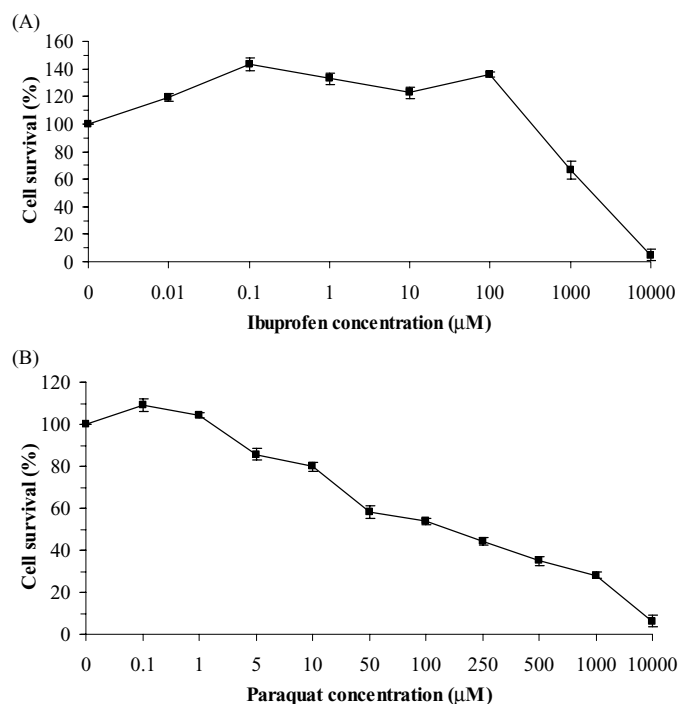 (A)
160
140
120
100
80
60
40
20
0
Cell survival (%)
0 0.01 0.1 1 10 100 1000 10000
Ibuprofen concentration (µM)
(B)
120
100
80
60
40
20
0
Cell survival (%)
0 0.1 1 5 10 50 100 250 500 1000 10000
Paraquat concentration (µM)